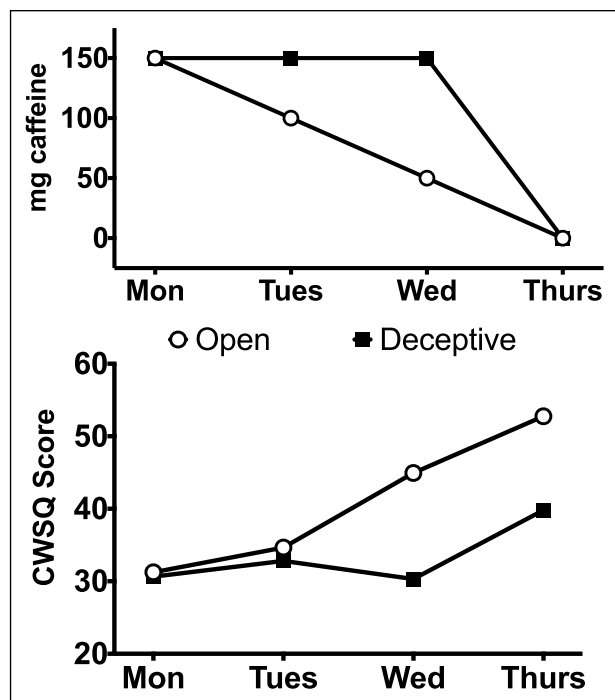 mg caffeine
150
100
50
0
Mon Tues Wed Thurs
Open Deceptive
CWSQ Score
60
50
40
30
20
Mon Tues Wed Thurs